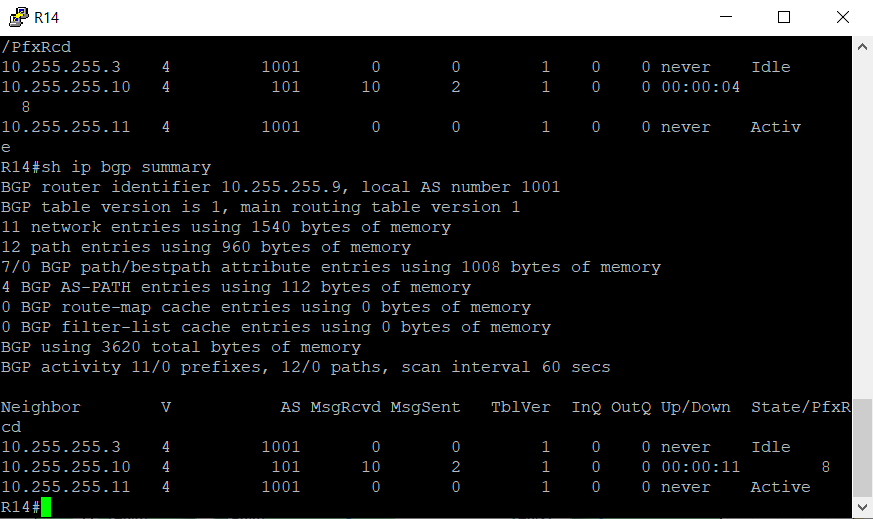 R14
/PfxRcd
10.255.255.3    4         1001       0       0        1    0    0 never    Idle
10.255.255.10   4          101      10       2        1    0    0 00:00:04
  8
10.255.255.11   4         1001       0       0        1    0    0 never    Activ
e
R14#sh ip bgp summary
BGP router identifier 10.255.255.9, local AS number 1001
BGP table version is 1, main routing table version 1
11 network entries using 1540 bytes of memory
12 path entries using 960 bytes of memory
7/0 BGP path/bestpath attribute entries using 1008 bytes of memory
4 BGP AS-PATH entries using 112 bytes of memory
0 BGP route-map cache entries using 0 bytes of memory
0 BGP filter-list cache entries using 0 bytes of memory
BGP using 3620 total bytes of memory
BGP activity 11/0 prefixes, 12/0 paths, scan interval 60 secs
Neighbor        V           AS MsgRcvd MsgSent   TblVer  InQ OutQ Up/Down  State/PfxR
cd
10.255.255.3    4         1001       0       0        1    0    0 never    Idle
10.255.255.10   4          101      10       2        1    0    0 00:00:11        8
10.255.255.11   4         1001       0       0        1    0    0 never    Active
R14#